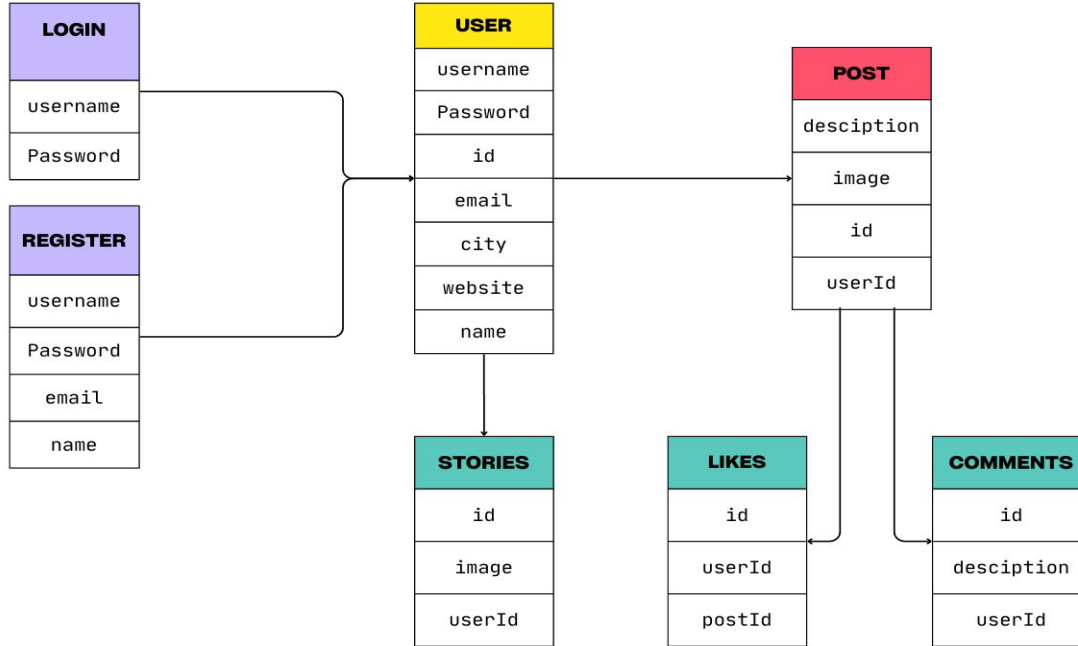 LOGIN
username
Password
REGISTER
username
Password
email
name
USER
username
Password
id
email
city
website
name
POST
desciption
image
id
userId
STORIES
id
image
userId
LIKES
id
userId
postId
COMMENTS
id
desciption
userId